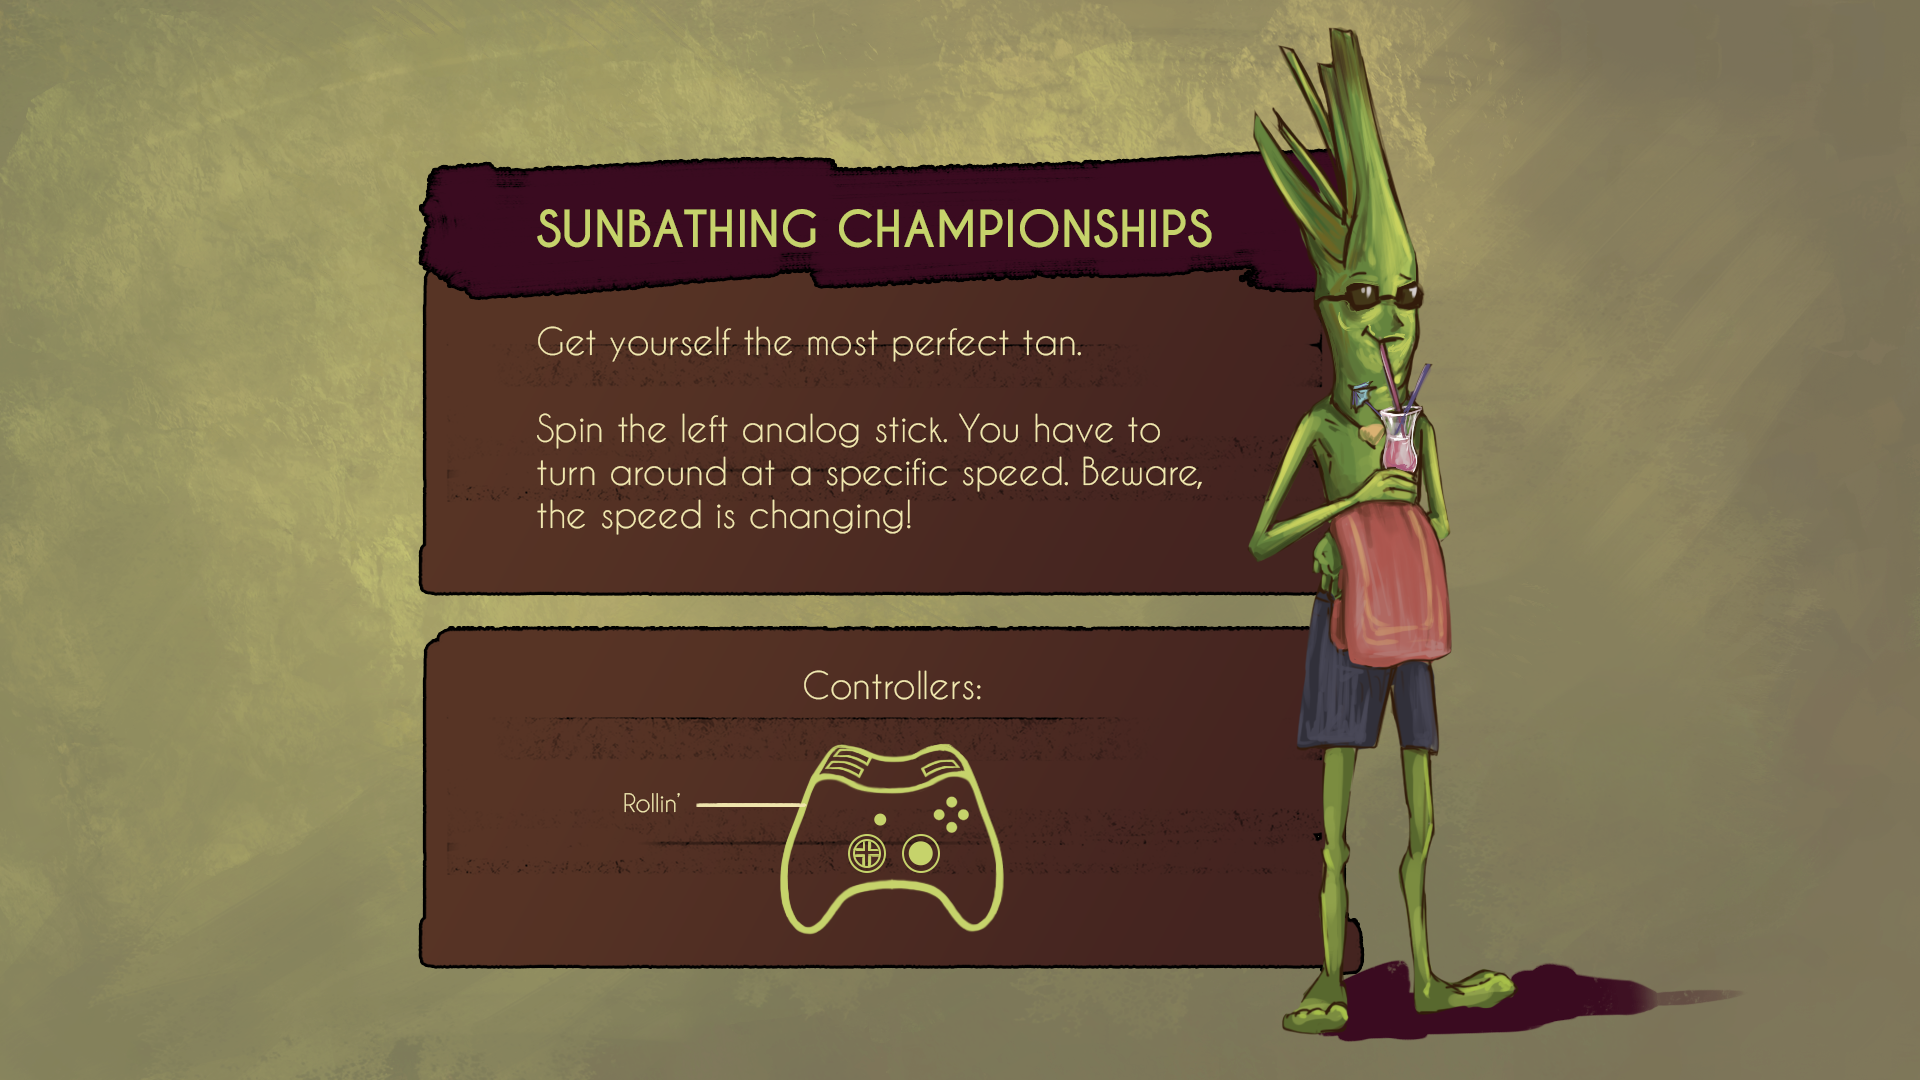 SUNBATHING CHAMPIONSHIPS
Get yourself the most perfect tan.
Spin the left analog stick. You have to
turn around at a specific speed. Beware,
the speed is changing!
Controllers:
Rollin'